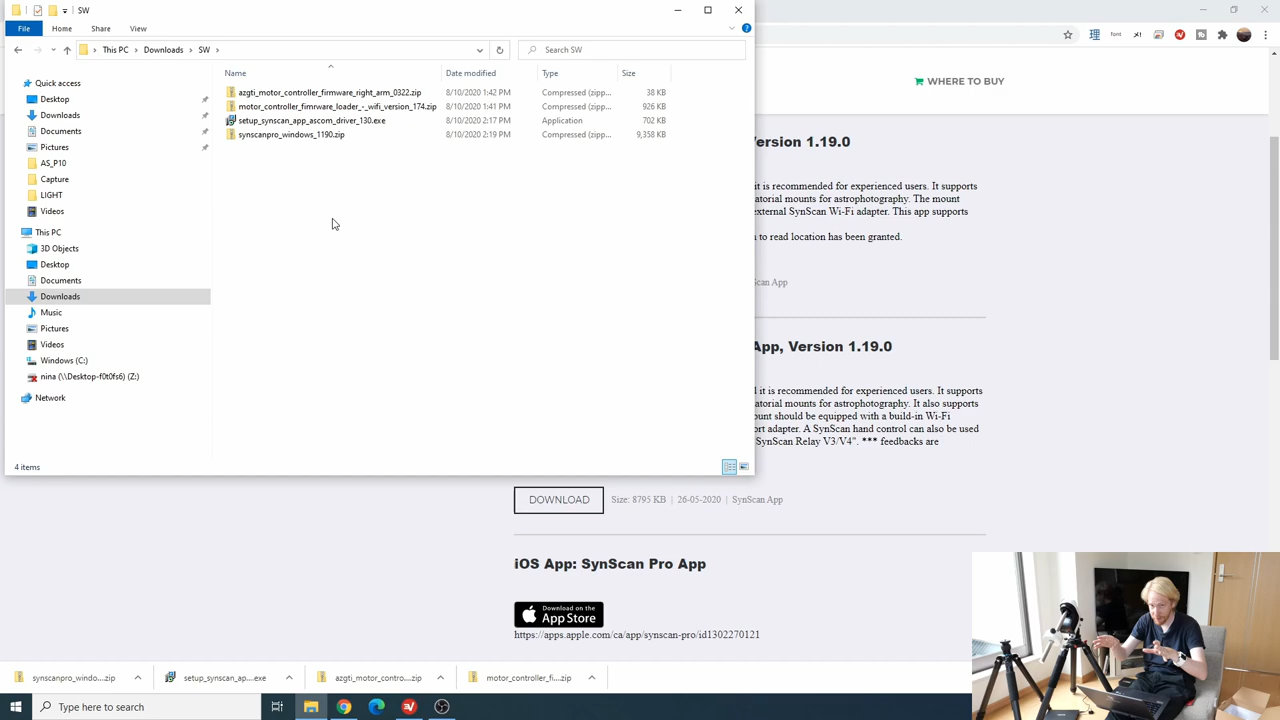 SW
File
Home
Share
View
This PC
Downloads
SW
Search SW
Quick access
Desktop
Downloads
Documents
Pictures
AS_P10
Capture
LIGHT
Videos
This PC
3D Objects
Desktop
Documents
Downloads
Music
Pictures
Videos
Windows (C:)
nina (\\Desktop-f0t0fs6) (Z:)
Network
Name Date modified Type Size
azgti_motor_controller_firmware_right_arm_0322.zip 8/10/2020 1:42 PM Compressed (zipp... 38 KB
motor_controller_fimrware_loader_-_wifi_version_174.zip 8/10/2020 1:41 PM Compressed (zipp... 926 KB
setup_synscan_app_ascom_driver_130.exe 8/10/2020 2:17 PM Application 702 KB
synscanpro_windows_1190.zip 8/10/2020 2:19 PM Compressed (zipp... 9,358 KB
4 items
font
WHERE TO BUY
ersion 1.19.0
it is recommended for experienced users. It supports
atorial mounts for astrophotography. The mount
external SynScan Wi-Fi adapter. This app supports
to read location has been granted.
can App
App, Version 1.19.0
d it is recommended for experienced users. It supports
atorial mounts for astrophotography. It also supports
ount should be equipped with a build-in Wi-Fi
ort adapter. A SynScan hand control can also be used
"SynScan Relay V3/V4". *** feedbacks are
DOWNLOAD
Size: 8795 KB | 26-05-2020 | SynScan App
iOS App: SynScan Pro App
Download on the
App Store
https://apps.apple.com/ca/app/synscan-pro/id1302270121
synscanpro_windo....zip
setup_synscan_ap....exe
azgti_motor_contro....zip
motor_controller_fi....zip
Type here to search